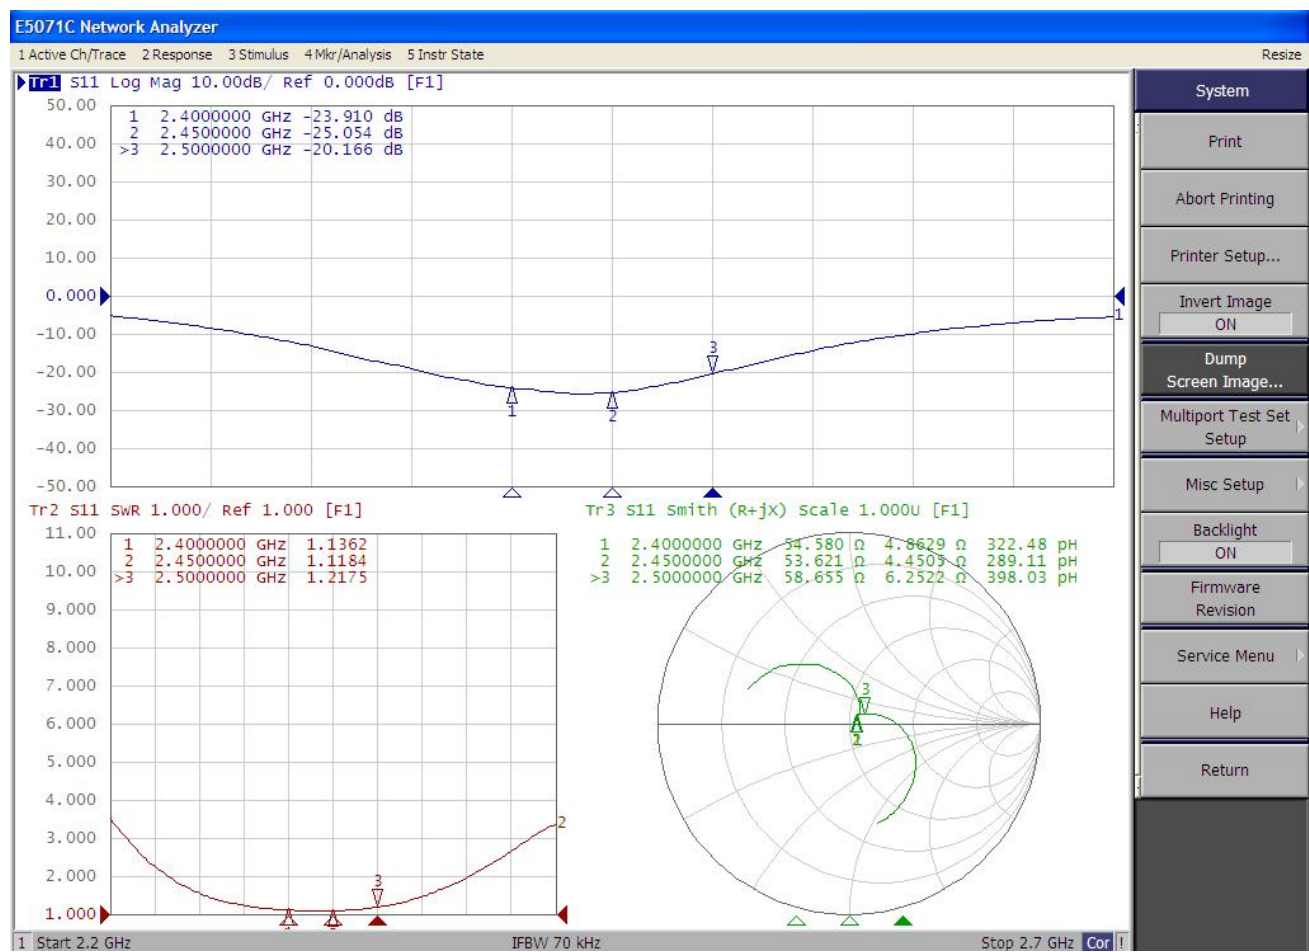 E5071C Network Analyzer
1 Active Ch/Trace 2 Response 3 Stimulus 4 Mkr/Analysis 5 Instr State
Resize
Tr1 S11 Log Mag 10.00dB/ Ref 0.000dB [F1]
50.00
40.00
30.00
20.00
10.00
0.000
-10.00
-20.00
-30.00
-40.00
-50.00
1 2.4000000 GHz -23.910 dB
2 2.4500000 GHz -25.054 dB
>3 2.5000000 GHz -20.166 dB
1
2
3
1
Tr2 S11 SWR 1.000/ Ref 1.000 [F1]
11.00
10.00
9.000
8.000
7.000
6.000
5.000
4.000
3.000
2.000
1.000
1 2.4000000 GHz 1.1362
2 2.4500000 GHz 1.1184
>3 2.5000000 GHz 1.2175
3
2
Tr3 S11 Smith (R+jX) Scale 1.000U [F1]
1 2.4000000 GHz 54.580 Ω 4.8629 Ω 322.48 pH
2 2.4500000 GHz 53.621 Ω 4.4505 Ω 289.11 pH
>3 2.5000000 GHz 58.655 Ω 6.2522 Ω 398.03 pH
3
1 Start 2.2 GHz
IFBW 70 kHz
Stop 2.7 GHz Cor !
System
Print
Abort Printing
Printer Setup...
Invert Image
ON
Dump
Screen Image...
Multiport Test Set
Setup
Misc Setup
Backlight
ON
Firmware
Revision
Service Menu
Help
Return